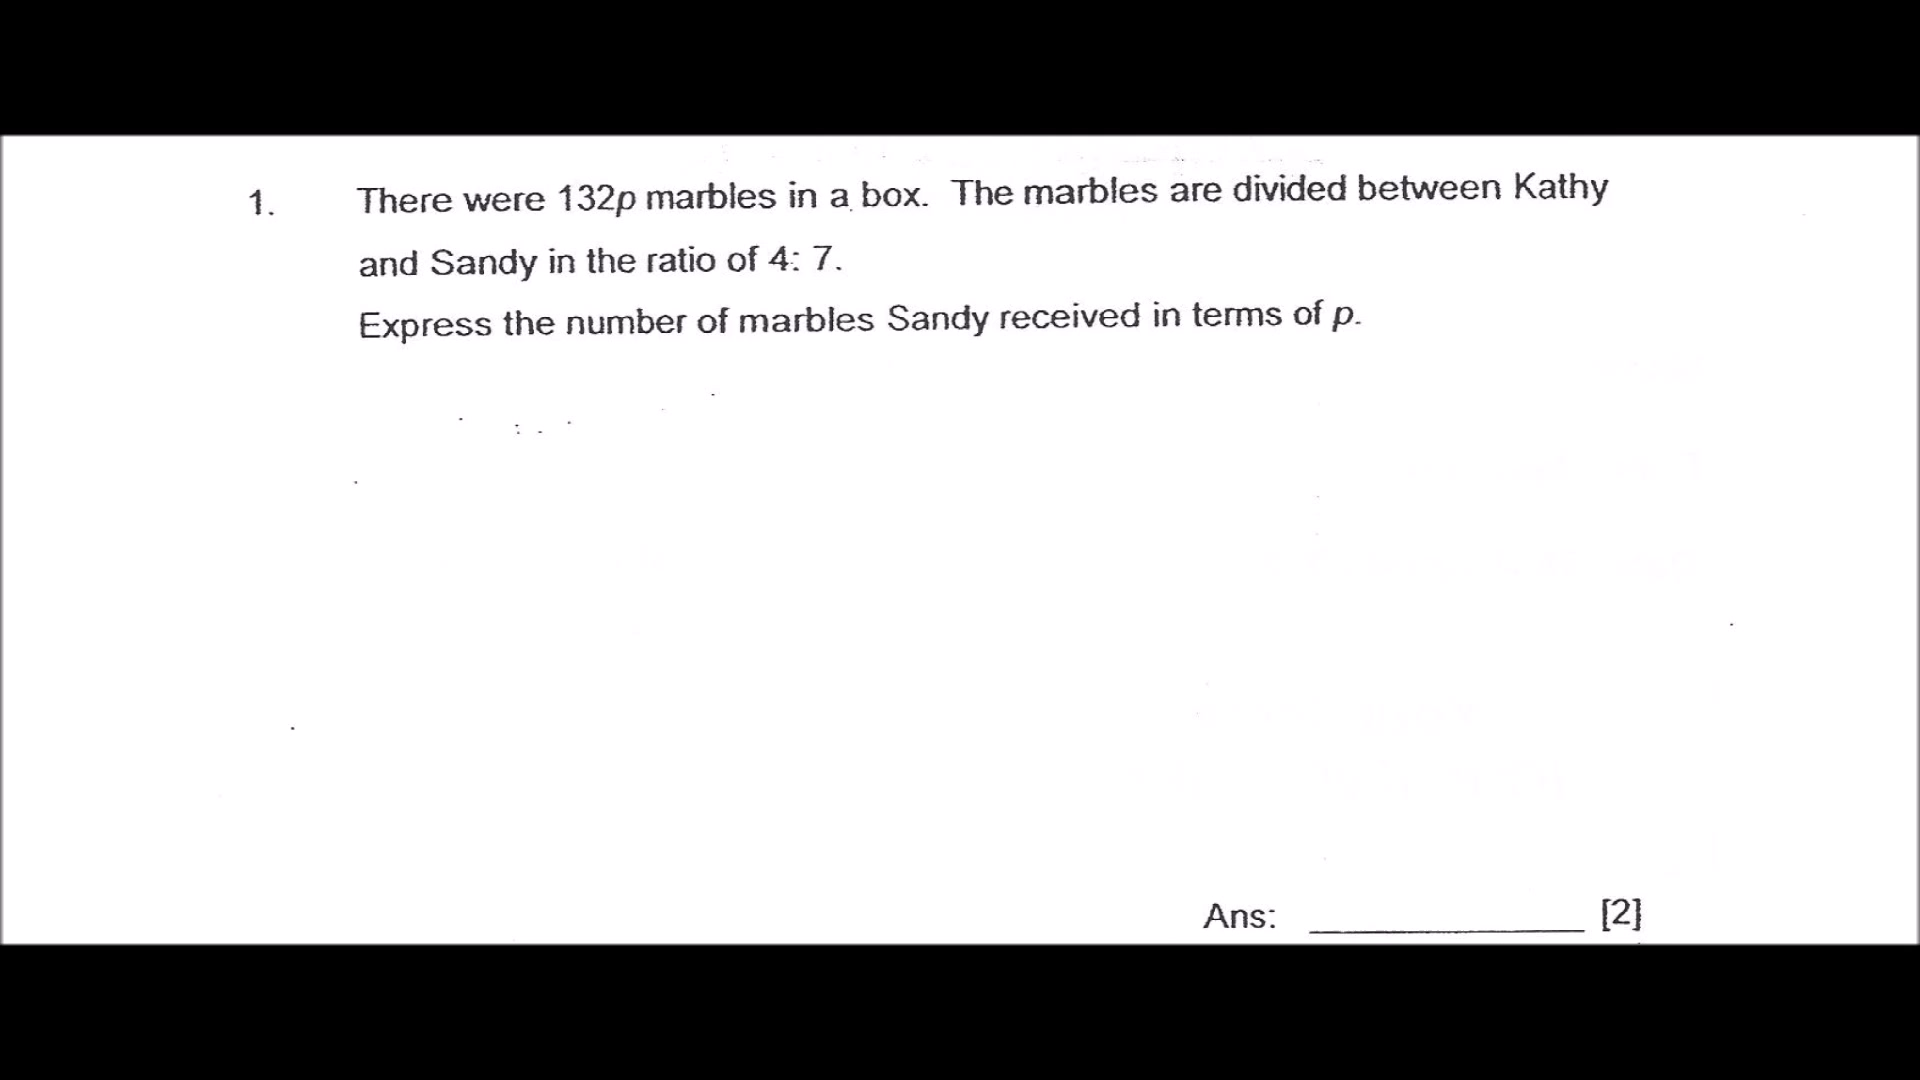 1. There were 132p marbles in a box. The marbles are divided between Kathy
and Sandy in the ratio of 4: 7.
Express the number of marbles Sandy received in terms of p.
Ans: ____________ [2]